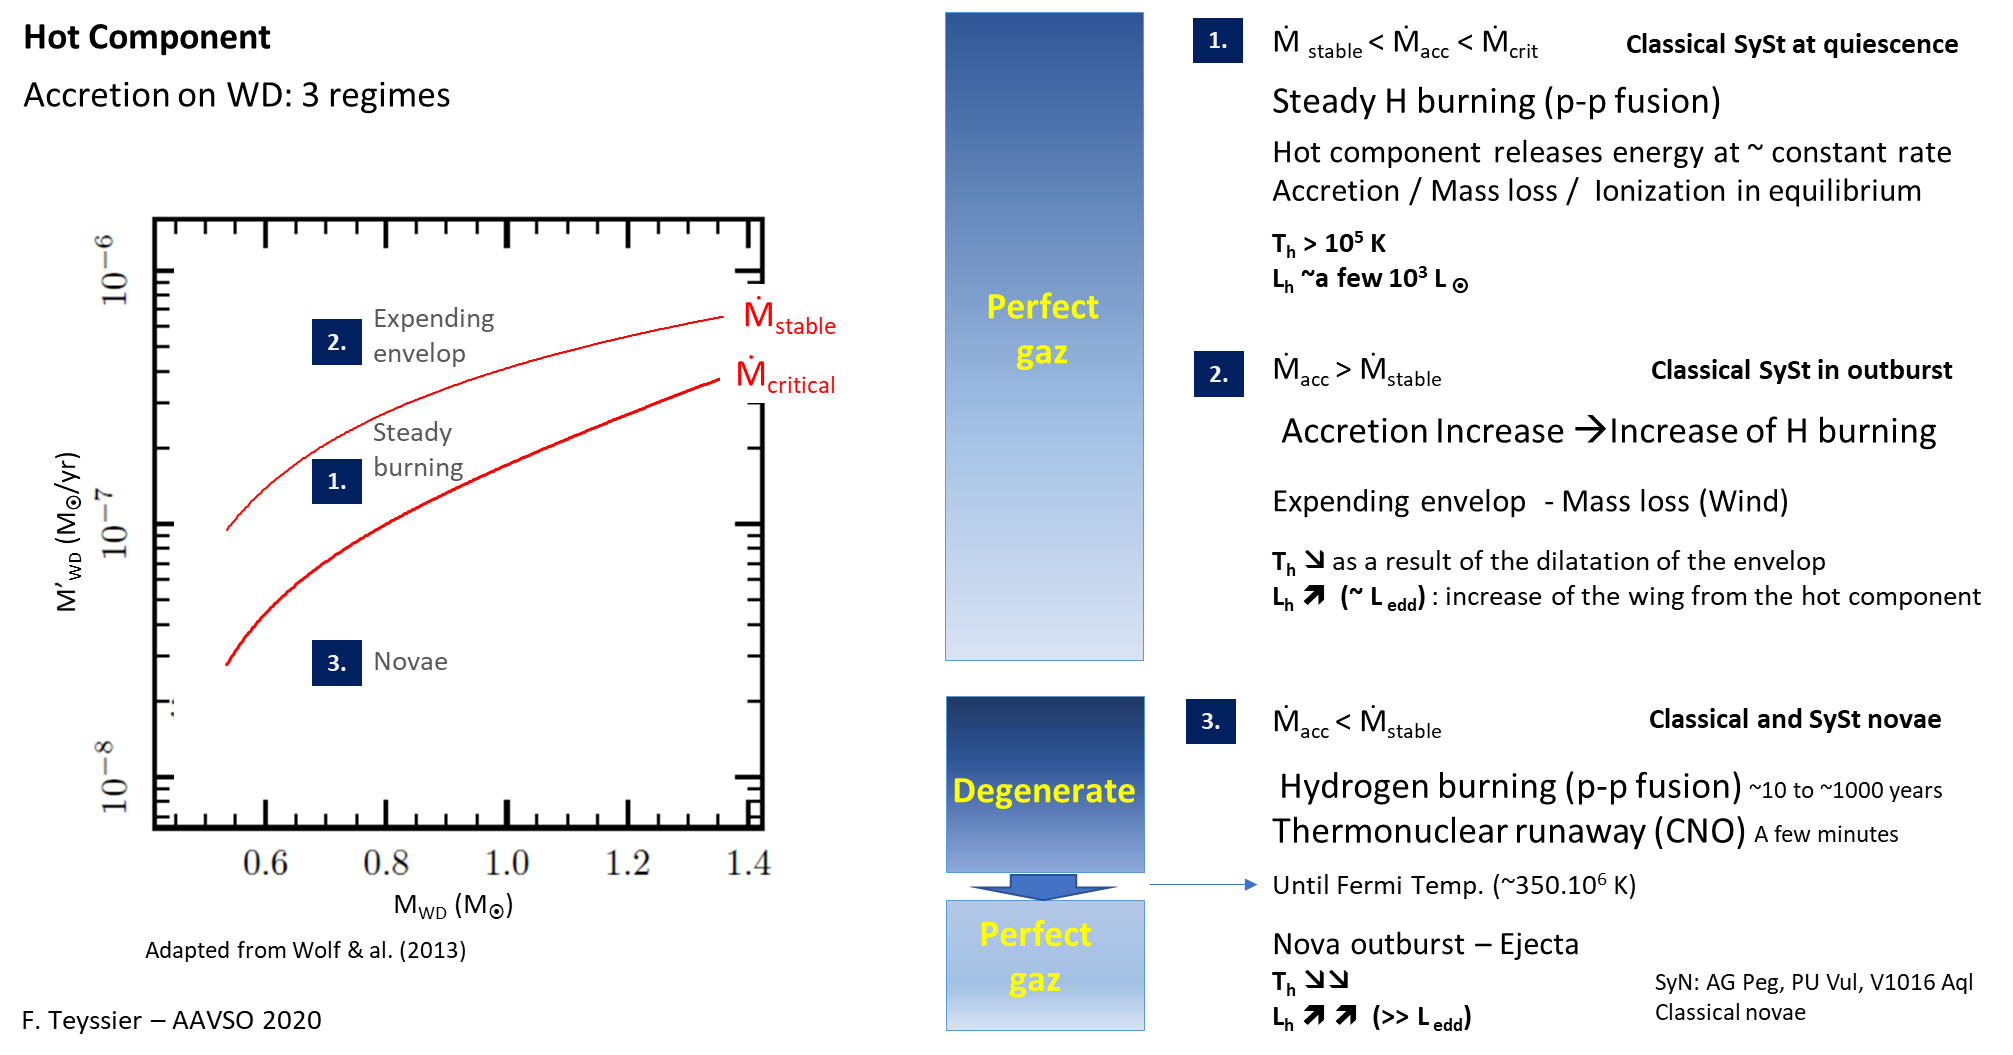 Hot Component
Accretion on WD: 3 regimes
10⁻⁶
10⁻⁷
10⁻⁸
M'WD (M☉/yr)
2. Expending
envelop
Ṁstable
Ṁcritical
Steady
1. burning
3. Novae
0.6 0.8 1.0 1.2 1.4
MWD (M☉)
Adapted from Wolf & al. (2013)
F. Teyssier – AAVSO 2020
Perfect
gaz
Degenerate
Perfect
gaz
1. Ṁ stable < Ṁacc < Ṁcrit Classical SySt at quiescence
Steady H burning (p-p fusion)
Hot component releases energy at ~ constant rate
Accretion / Mass loss / Ionization in equilibrium
Th > 10⁵ K
Lh ~a few 10³ L ☉
2. Ṁacc > Ṁstable Classical SySt in outburst
Accretion Increase →Increase of H burning
Expending envelop - Mass loss (Wind)
Th ↘ as a result of the dilatation of the envelop
Lh ↗ (~ L edd) : increase of the wing from the hot component
3. Ṁacc < Ṁstable Classical and SySt novae
Hydrogen burning (p-p fusion) ~10 to ~1000 years
Thermonuclear runaway (CNO) A few minutes
Until Fermi Temp. (~350.10⁶ K)
Nova outburst – Ejecta
Th ↘↘
Lh ↗ ↗ (>> L edd)
SyN: AG Peg, PU Vul, V1016 Aql
Classical novae